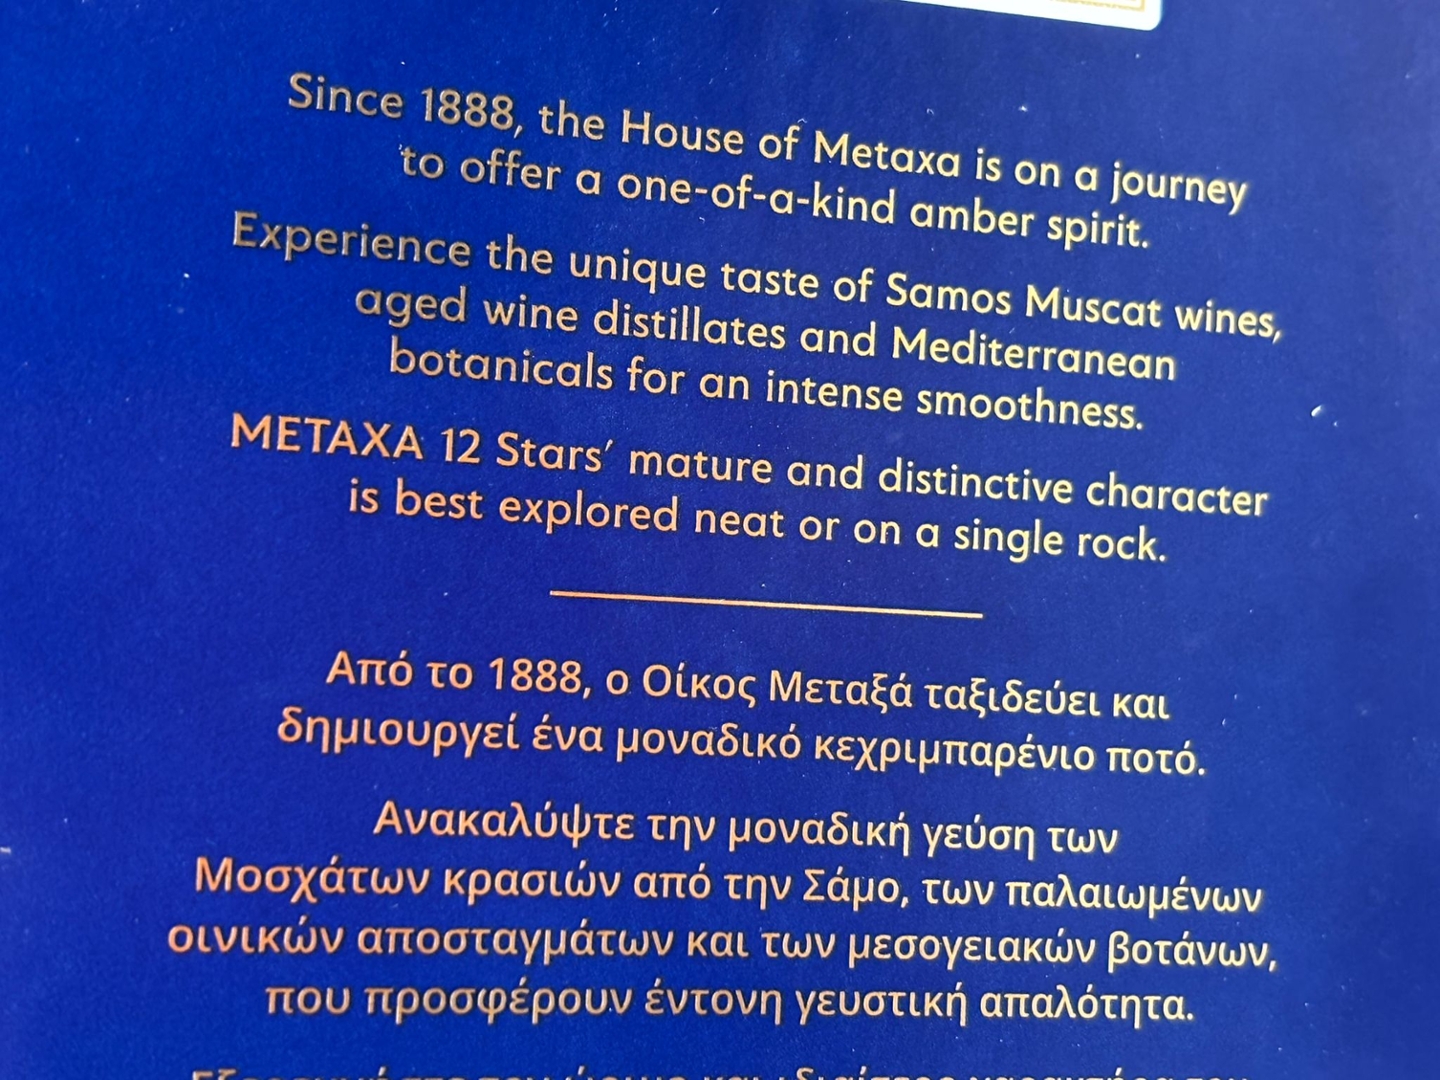 Since 1888, the House of Metaxa is on a journey
to offer a one-of-a-kind amber spirit.
Experience the unique taste of Samos Muscat wines,
aged wine distillates and Mediterranean
botanicals for an intense smoothness.
METAXA 12 Stars’ mature and distinctive character
is best explored neat or on a single rock.
Από το 1888, ο Οίκος Μεταξά ταξιδεύει και
δημιουργεί ένα μοναδικό κεχριμπαρένιο ποτό.
Ανακαλύψτε την μοναδική γεύση των
Μοσχάτων κρασιών από την Σάμο, των παλαιωμένων
οινικών αποσταγμάτων και των μεσογειακών βοτάνων,
που προσφέρουν έντονη γευστική απαλότητα.